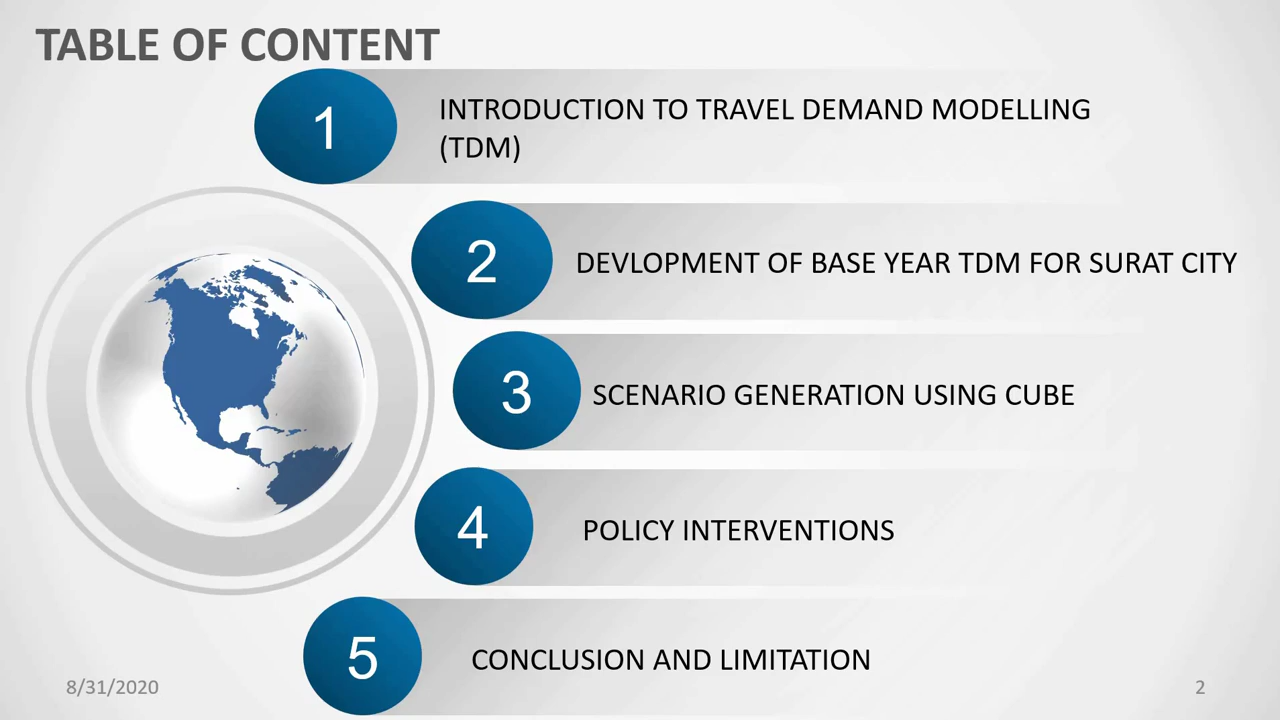 TABLE OF CONTENT
1
INTRODUCTION TO TRAVEL DEMAND MODELLING
(TDM)
2
DEVLOPMENT OF BASE YEAR TDM FOR SURAT CITY
3
SCENARIO GENERATION USING CUBE
4
POLICY INTERVENTIONS
5
CONCLUSION AND LIMITATION
8/31/2020
2